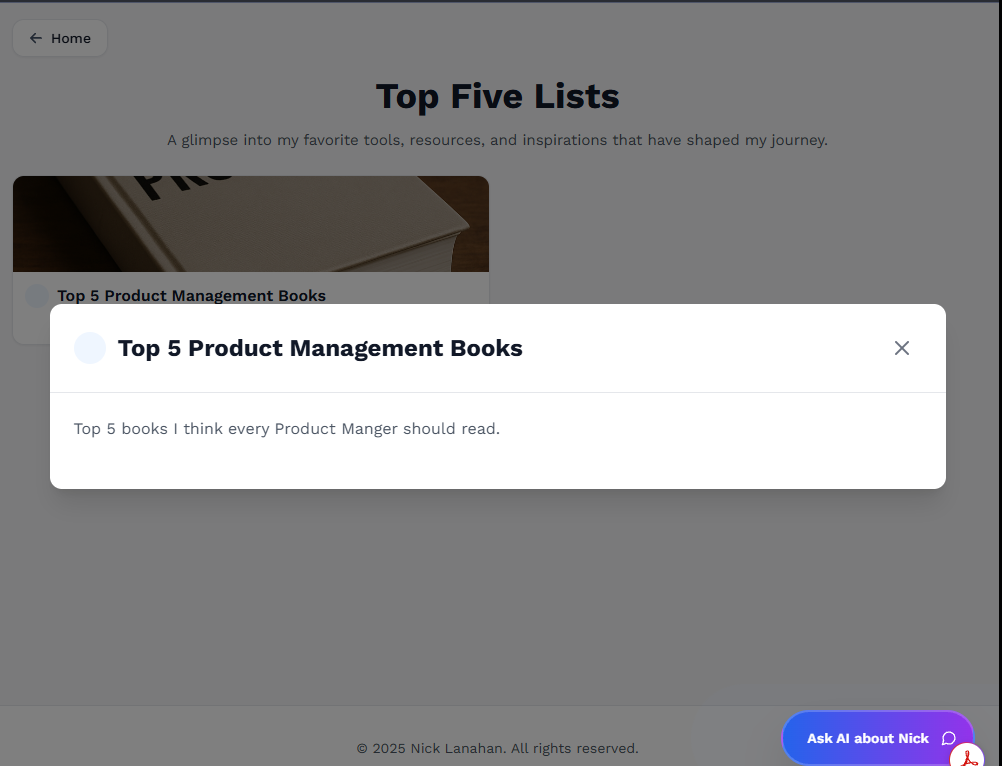 Home
Top Five Lists
A glimpse into my favorite tools, resources, and inspirations that have shaped my journey.
Top 5 Product Management Books
Top 5 Product Management Books
Top 5 books I think every Product Manger should read.
© 2025 Nick Lanahan. All rights reserved.
Ask AI about Nick